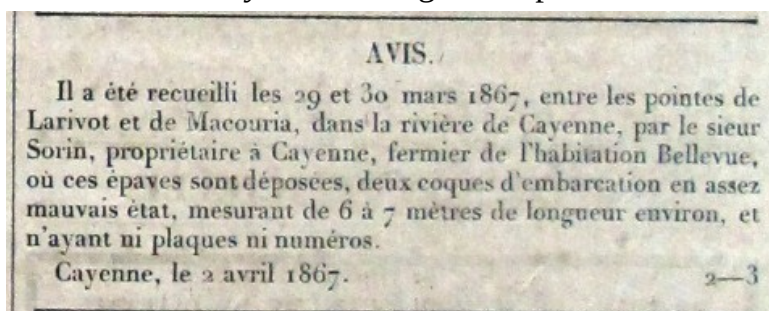 AVIS.
Il a été recueilli les 29 et 30 mars 1867, entre les pointes de
Larivot et de Macouria, dans la rivière de Cayenne, par le sieur
Sorin, propriétaire à Cayenne, fermier de l'habitation Bellevue,
où ces épaves sont déposées, deux coques d'embarcation en assez
mauvais état, mesurant de 6 à 7 mètres de longueur environ, et
n'ayant ni plaques ni numéros.
Cayenne, le 2 avril 1867. 2—3